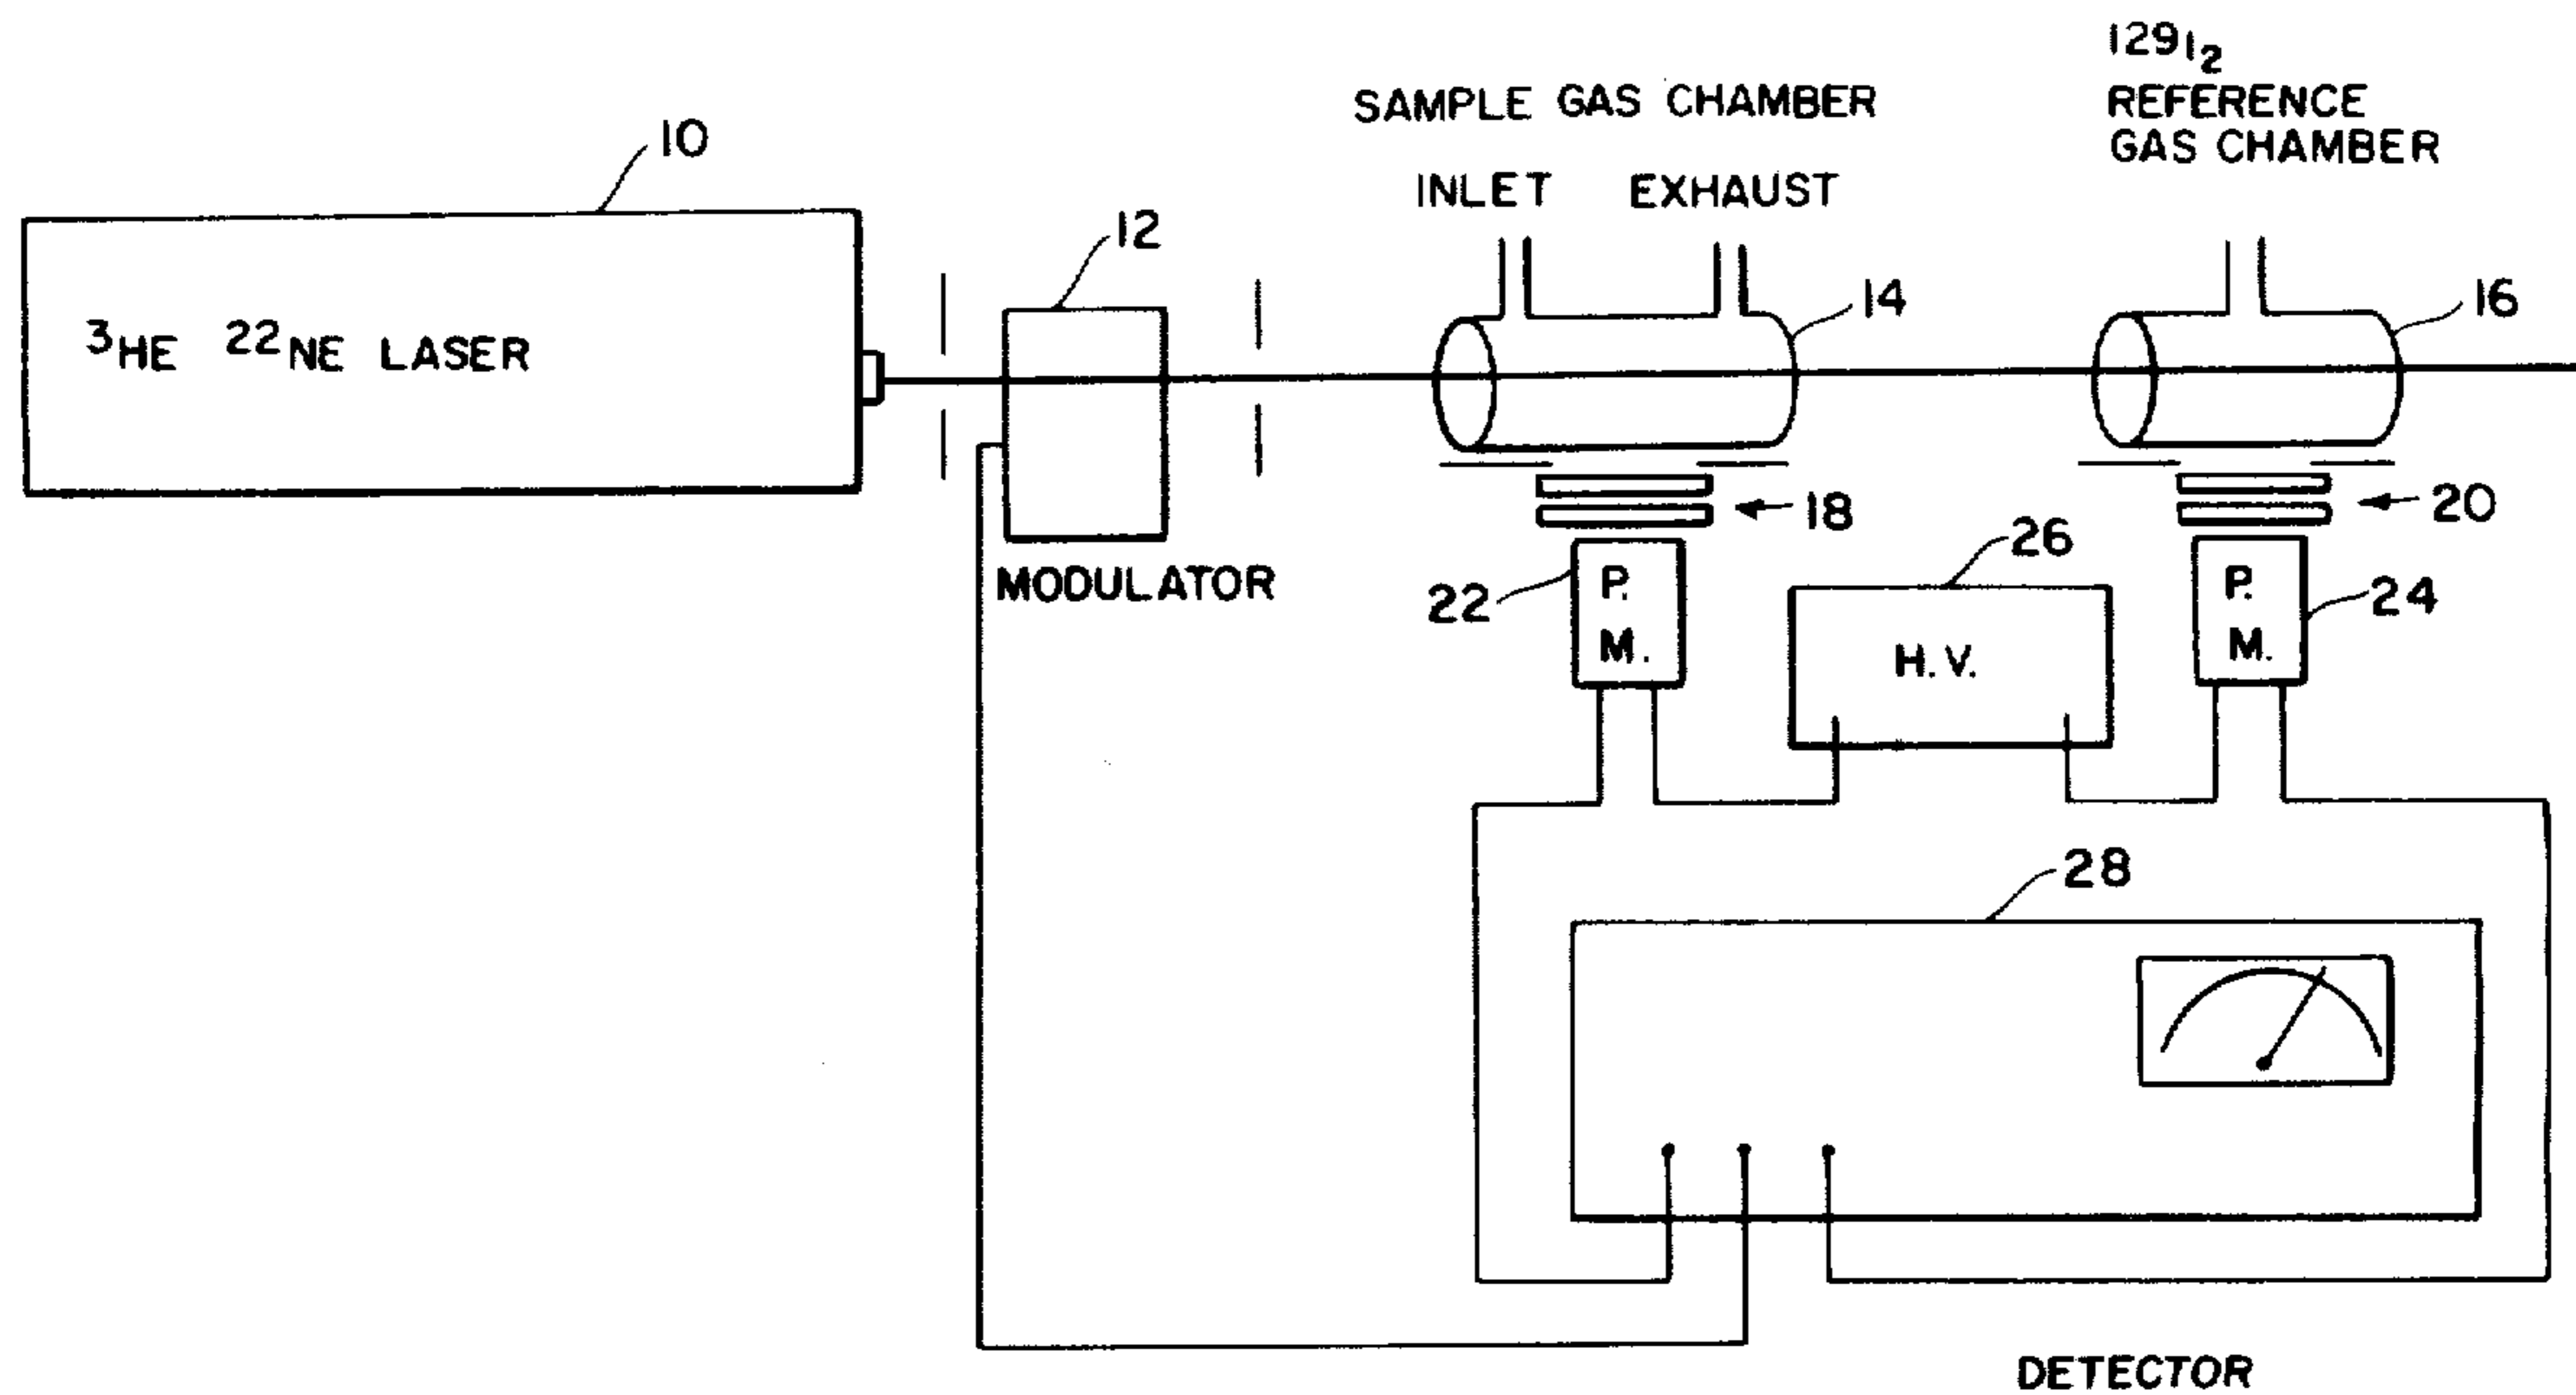 129I2
REFERENCE
GAS CHAMBER
SAMPLE GAS CHAMBER
INLET EXHAUST
10
12
14
16
3HE 22NE LASER
18
20
MODULATOR
22
P.
M.
26
H.V.
P.
M.
24
28
DETECTOR